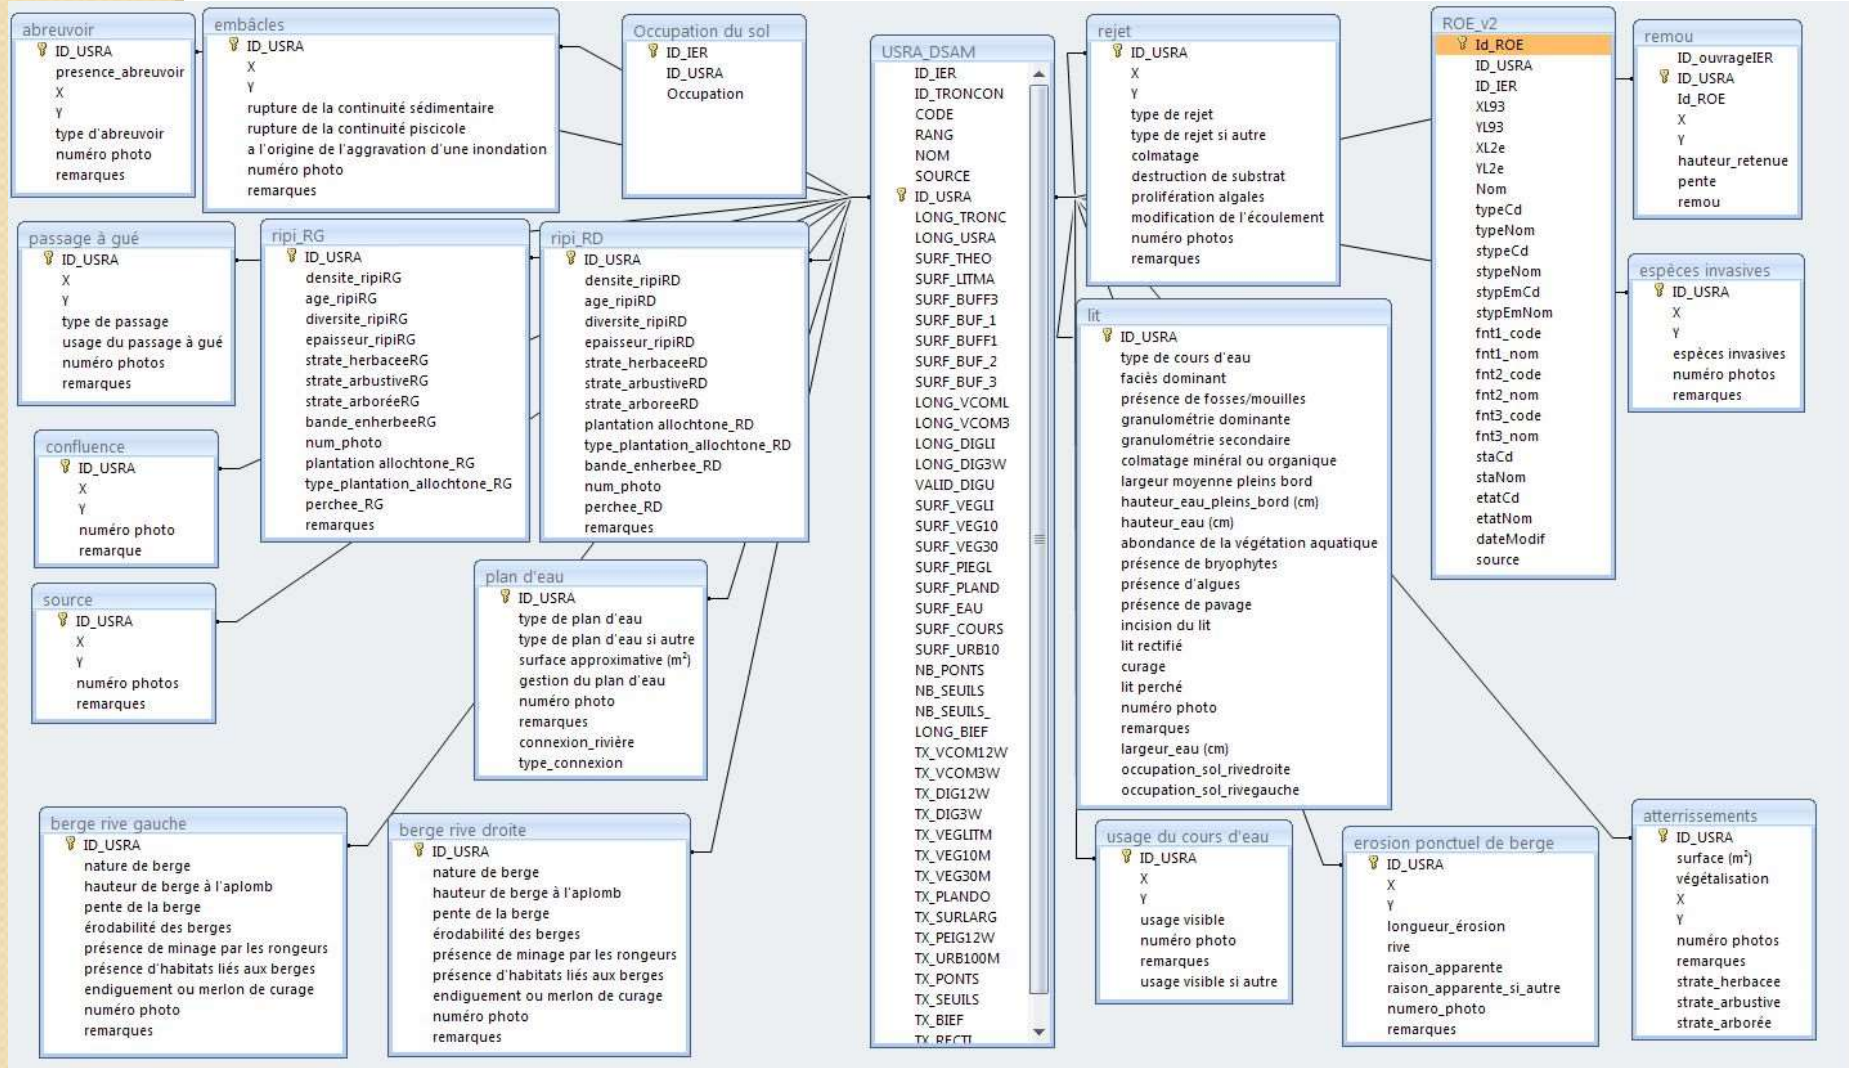 abreuvoir
ID_USRA
presence_abreuvoir
X
Y
type d'abreuvoir
numéro photo
remarques
embâcles
ID_USRA
X
Y
rupture de la continuité sédimentaire
rupture de la continuité piscicole
a l'origine de l'aggravation d'une inondation
numéro photo
remarques
Occupation du sol
ID_IER
ID_USRA
Occupation
USRA_DSAM
ID_IER
ID_TRONCON
CODE
RANG
NOM
SOURCE
ID_USRA
LONG_TRONC
LONG_USRA
SURF_THEO
SURF_LITMA
SURF_BUFF3
SURF_BUF_1
SURF_BUFF1
SURF_BUF_2
SURF_BUF_3
LONG_VCOML
LONG_VCOM3
LONG_DIGLI
LONG_DIG3W
VALID_DIGU
SURF_VEGLI
SURF_VEG10
SURF_VEG30
SURF_PIEGL
SURF_PLAND
SURF_EAU
SURF_COURS
SURF_URB10
NB_PONTS
NB_SEUILS
NB_SEUILS_
LONG_BIEF
TX_VCOM12W
TX_VCOM3W
TX_DIG12W
TX_DIG3W
TX_VEGLITM
TX_VEG10M
TX_VEG30M
TX_PLANDO
TX_SURLARG
TX_PEIG12W
TX_URB100M
TX_PONTS
TX_SEUILS
TX_BIEF
TX_RECTI
rejet
ID_USRA
X
Y
type de rejet
type de rejet si autre
colmatage
destruction de substrat
prolifération algales
modification de l'écoulement
numéro photos
remarques
ROE_v2
Id_ROE
ID_USRA
ID_IER
XL93
YL93
XL2e
YL2e
Nom
typeCd
typeNom
stypeCd
stypeNom
stypEmCd
stypEmNom
fnt1_code
fnt1_nom
fnt2_code
fnt2_nom
fnt3_code
fnt3_nom
staCd
staNom
etatCd
etatNom
dateModif
source
remou
ID_ouvrageIER
ID_USRA
Id_ROE
X
Y
hauteur_retenue
pente
remou
passage à gué
ID_USRA
X
Y
type de passage
usage du passage à gué
numéro photos
remarques
ripi_RG
ID_USRA
densite_ripiRG
age_ripiRG
diversite_ripiRG
epaisseur_ripiRG
strate_herbaceeRG
strate_arbustiveRG
strate_arboréeRG
bande_enherbeeRG
num_photo
plantation allochtone_RG
type_plantation_allochtone_RG
perchee_RG
remarques
ripi_RD
ID_USRA
densite_ripiRD
age_ripiRD
diversite_ripiRD
epaisseur_ripiRD
strate_herbaceeRD
strate_arbustiveRD
strate_arboreeRD
plantation allochtone_RD
type_plantation_allochtone_RD
bande_enherbee_RD
num_photo
perchee_RD
remarques
espèces invasives
ID_USRA
X
Y
espèces invasives
numéro photos
remarques
lit
ID_USRA
type de cours d'eau
faciès dominant
présence de fosses/mouilles
granulométrie dominante
granulométrie secondaire
colmatage minéral ou organique
largeur moyenne pleins bord
hauteur_eau_pleins_bord (cm)
hauteur_eau (cm)
abondance de la végétation aquatique
présence de bryophytes
présence d'algues
présence de pavage
incision du lit
lit rectifié
curage
lit perché
numéro photo
remarques
largeur_eau (cm)
occupation_sol_rivedroite
occupation_sol_rivegauche
confluence
ID_USRA
X
Y
numéro photo
remarque
source
ID_USRA
X
Y
numéro photos
remarques
plan d'eau
ID_USRA
type de plan d'eau
type de plan d'eau si autre
surface approximative (m²)
gestion du plan d'eau
numéro photo
remarques
connexion_rivière
type_connexion
berge rive gauche
ID_USRA
nature de berge
hauteur de berge à l'aplomb
pente de la berge
érodabilité des berges
présence de minage par les rongeurs
présence d'habitats liés aux berges
endiguement ou merlon de curage
numéro photo
remarques
berge rive droite
ID_USRA
nature de berge
hauteur de berge à l'aplomb
pente de la berge
érodabilité des berges
présence de minage par les rongeurs
présence d'habitats liés aux berges
endiguement ou merlon de curage
numéro photo
remarques
usage du cours d'eau
ID_USRA
X
Y
usage visible
numéro photo
remarques
usage visible si autre
erosion ponctuel de berge
ID_USRA
X
Y
longueur_érosion
rive
raison_apparente
raison_apparente_si_autre
numero_photo
remarques
atterrissements
ID_USRA
surface (m²)
végétalisation
X
Y
numéro photos
remarques
strate_herbacee
strate_arbustive
strate_arborée